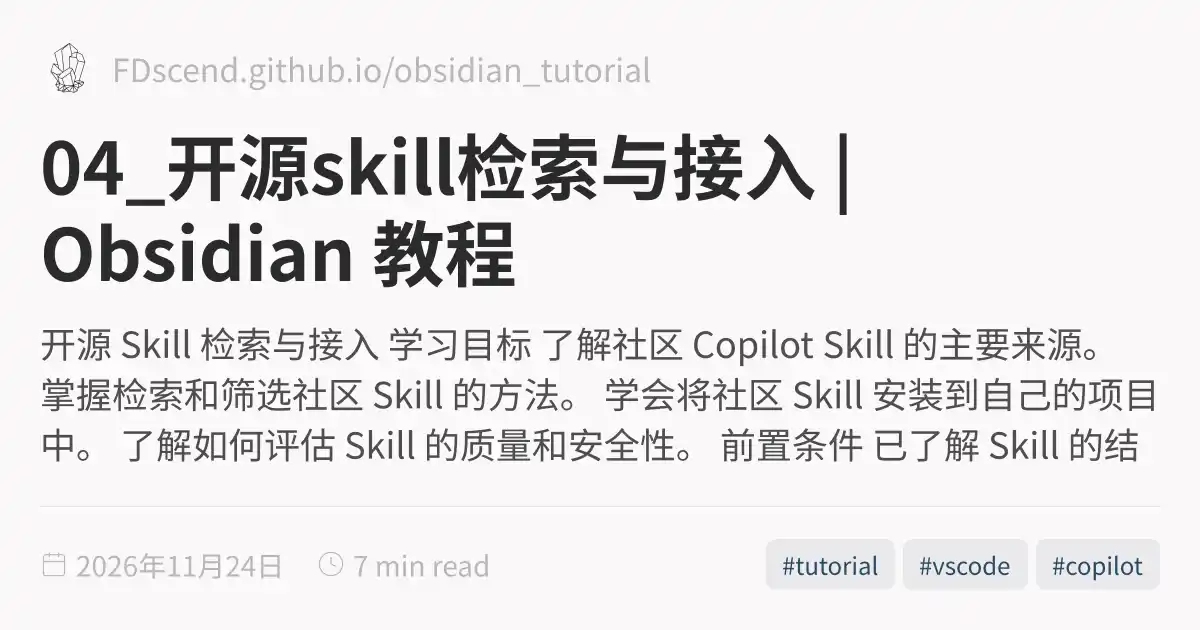 FDscend.github.io/obsidian_tutorial
04_开源skill检索与接入 |
Obsidian 教程
开源 Skill 检索与接入 学习目标 了解社区 Copilot Skill 的主要来源。
掌握检索和筛选社区 Skill 的方法。 学会将社区 Skill 安装到自己的项目
中。 了解如何评估 Skill 的质量和安全性。 前置条件 已了解 Skill 的结
2026年11月24日 7 min read #tutorial #vscode #copilot